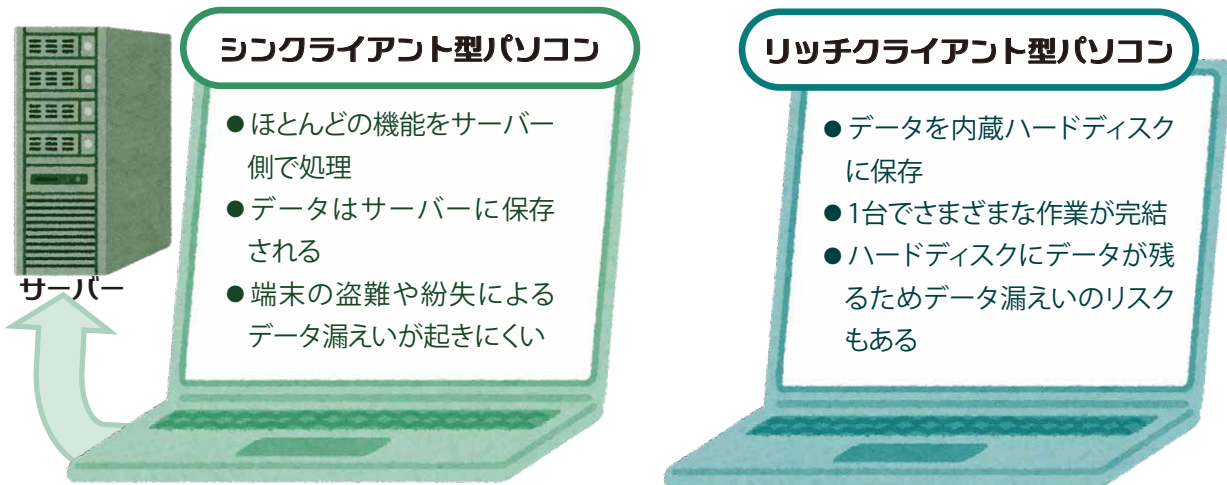 シンクライアント型パソコン
●ほとんどの機能をサーバー
側で処理
●データはサーバーに保存
される
●端末の盗難や紛失による
データ漏えいが起きにくい
サーバー
リッチクライアント型パソコン
●データを内蔵ハードディスク
に保存
●1台でさまざまな作業が完結
●ハードディスクにデータが残
るためデータ漏えいのリスク
もある